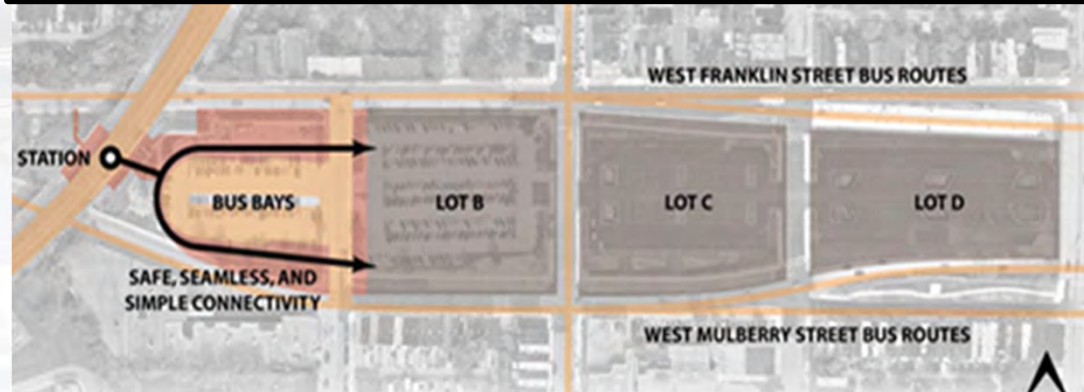 WEST FRANKLIN STREET BUS ROUTES
STATION
BUS BAYS
LOT B
LOT C
LOT D
SAFE, SEAMLESS, AND
SIMPLE CONNECTIVITY
WEST MULBERRY STREET BUS ROUTES